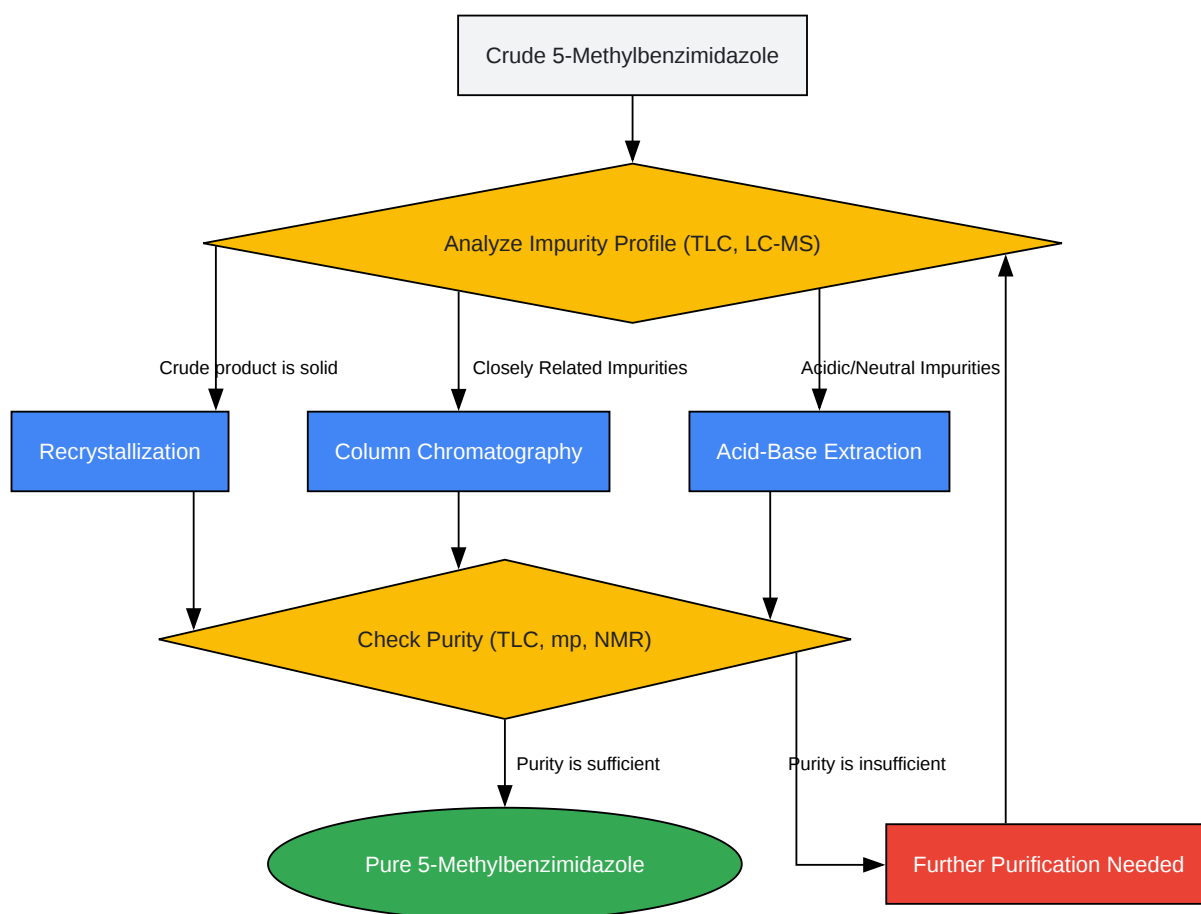 Crude 5-Methylbenzimidazole
Analyze Impurity Profile (TLC, LC-MS)
Crude product is solid
Closely Related Impurities
Acidic/Neutral Impurities
Recrystallization
Column Chromatography
Acid-Base Extraction
Check Purity (TLC, mp, NMR)
Purity is sufficient
Purity is insufficient
Pure 5-Methylbenzimidazole
Further Purification Needed